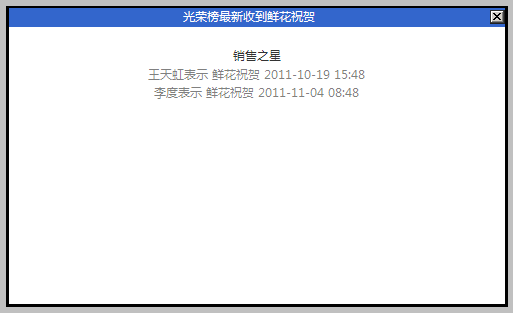 光荣榜最新收到鲜花祝贺
销售之星
王天虹表示 鲜花祝贺 2011-10-19 15:48
李度表示 鲜花祝贺 2011-11-04 08:48